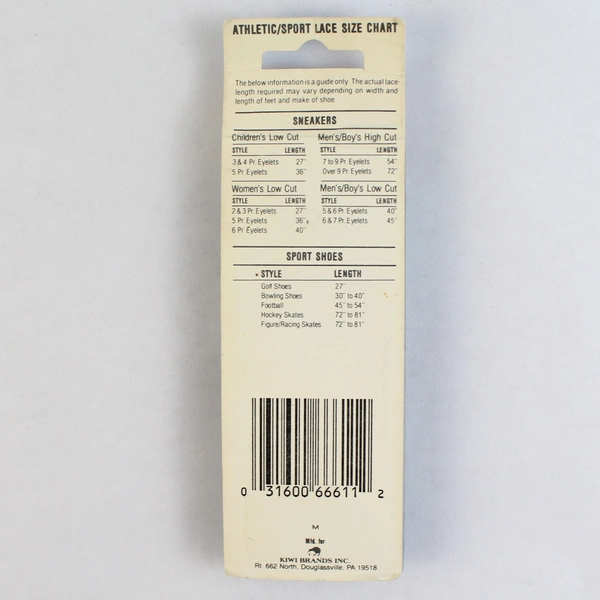 ATHLETIC/SPORT LACE SIZE CHART
The below information is a guide only. The actual lace-
length required may vary depending on width and
length of feet and make of shoe.
SNEAKERS
Children's Low Cut
STYLE LENGTH
3 & 4 Pr. Eyelets 27"
5 Pr. Eyelets 36"
Men's/Boy's High Cut
STYLE LENGTH
7 to 9 Pr. Eyelets 54"
Over 9 Pr. Eyelets 72"
Women's Low Cut
STYLE LENGTH
2 & 3 Pr. Eyelets 27"
5 Pr. Eyelets 36"
6 Pr. Eyelets 40"
Men's/Boy's Low Cut
STYLE LENGTH
5 & 6 Pr. Eyelets 40"
6 & 7 Pr. Eyelets 45"
SPORT SHOES
STYLE LENGTH
Golf Shoes 27"
Bowling Shoes 30" to 40"
Football 45" to 54"
Hockey Skates 72" to 81"
Figure/Racing Skates 72" to 81"
0 31600 66611 2
M
Mfd. for
KIWI BRANDS INC.
Rt. 662 North, Douglassville, PA 19518